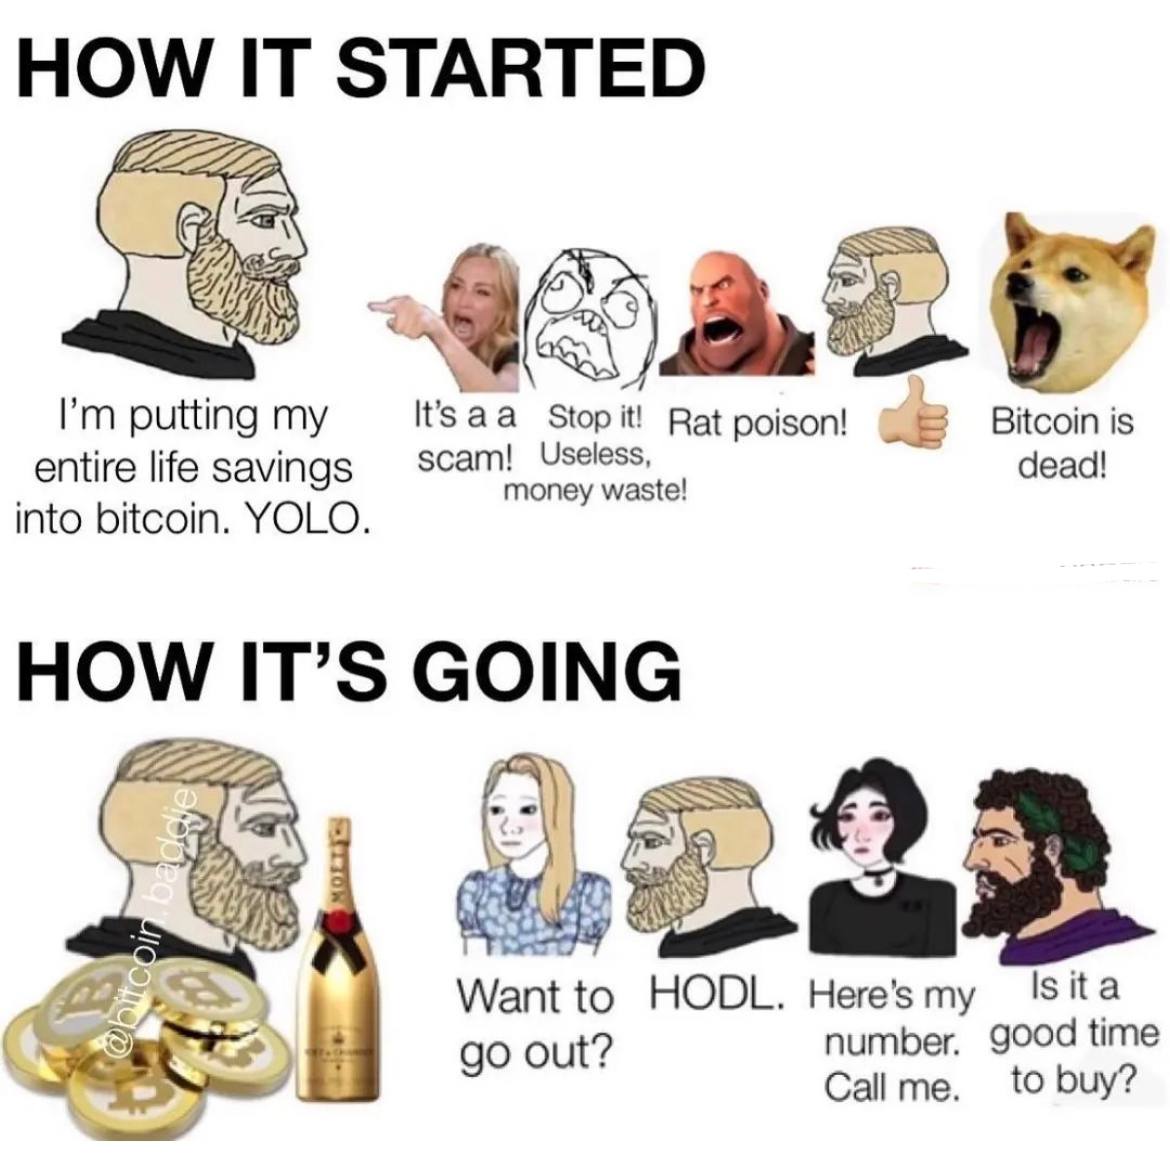 HOW IT STARTED
I'm putting my
entire life savings
into bitcoin. YOLO.
It's a a
scam!
Stop it!
Useless,
money waste!
Rat poison!
Bitcoin is
dead!
HOW IT'S GOING
@bitcoin.baddie
MOËT
Want to
go out?
HODL.
Here's my
number.
Call me.
Is it a
good time
to buy?